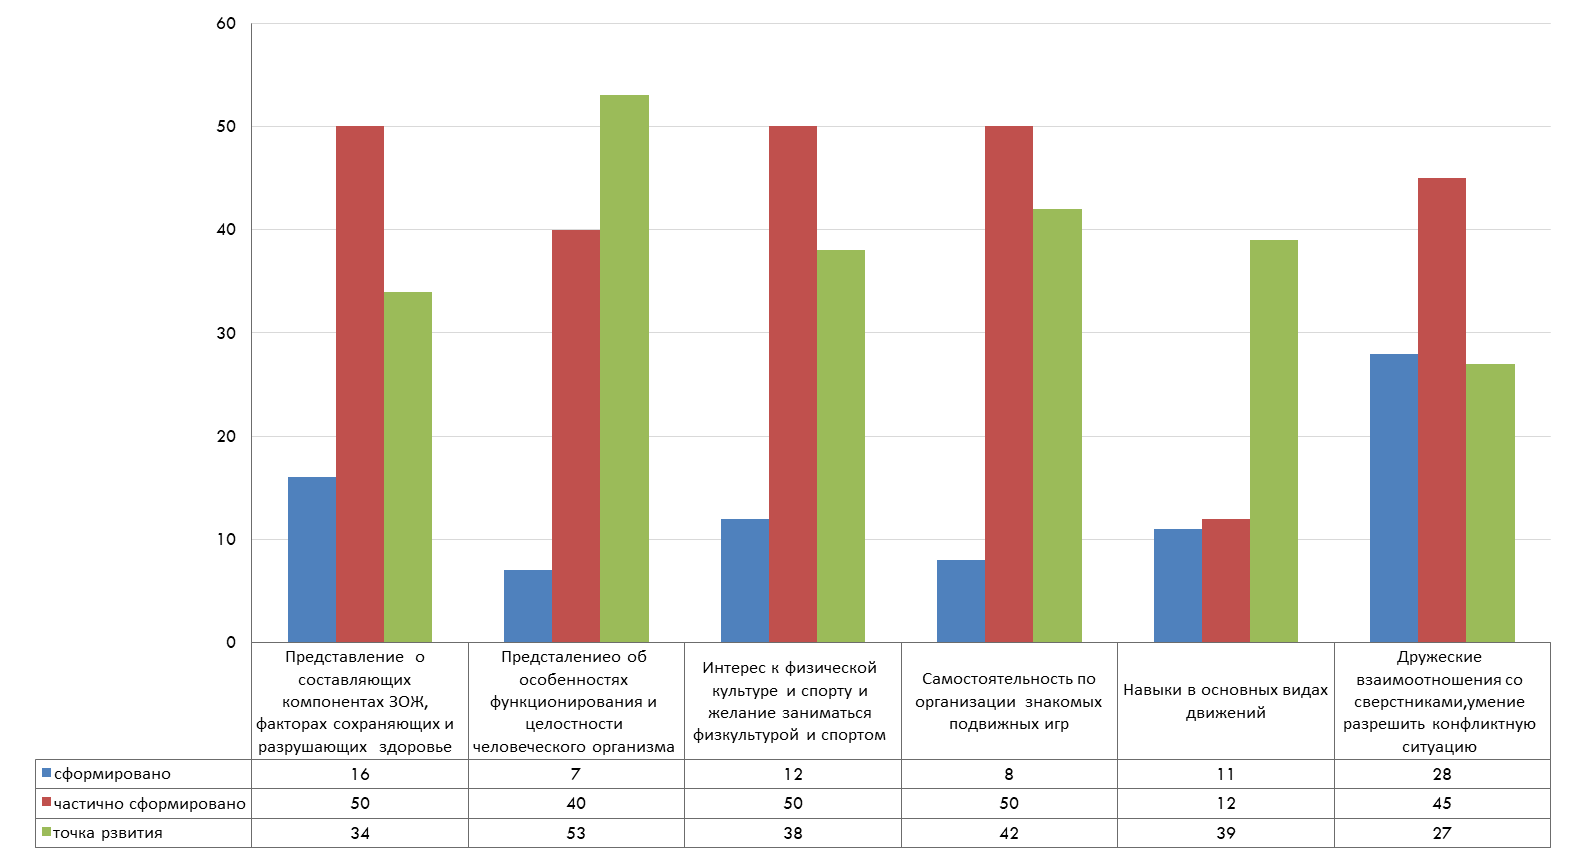 60
50
40
30
20
10
0
Представление о
составляющих
компонентах ЗОЖ,
факторах сохраняющих и
разрушающих здоровье
Предсталениео об
особенностях
функционирования и
целостности
человеческого организма
Интерес к физической
культуре и спорту и
желание заниматься
физкультурой и спортом
Самостоятельность по
организации знакомых
подвижных игр
Навыки в основных видах
движений
Дружеские
взаимоотношения со
сверстниками,умение
разрешить конфликтную
ситуацию
сформировано 16 7 12 8 11 28
частично сформировано 50 40 50 50 12 45
точка рзвития 34 53 38 42 39 27